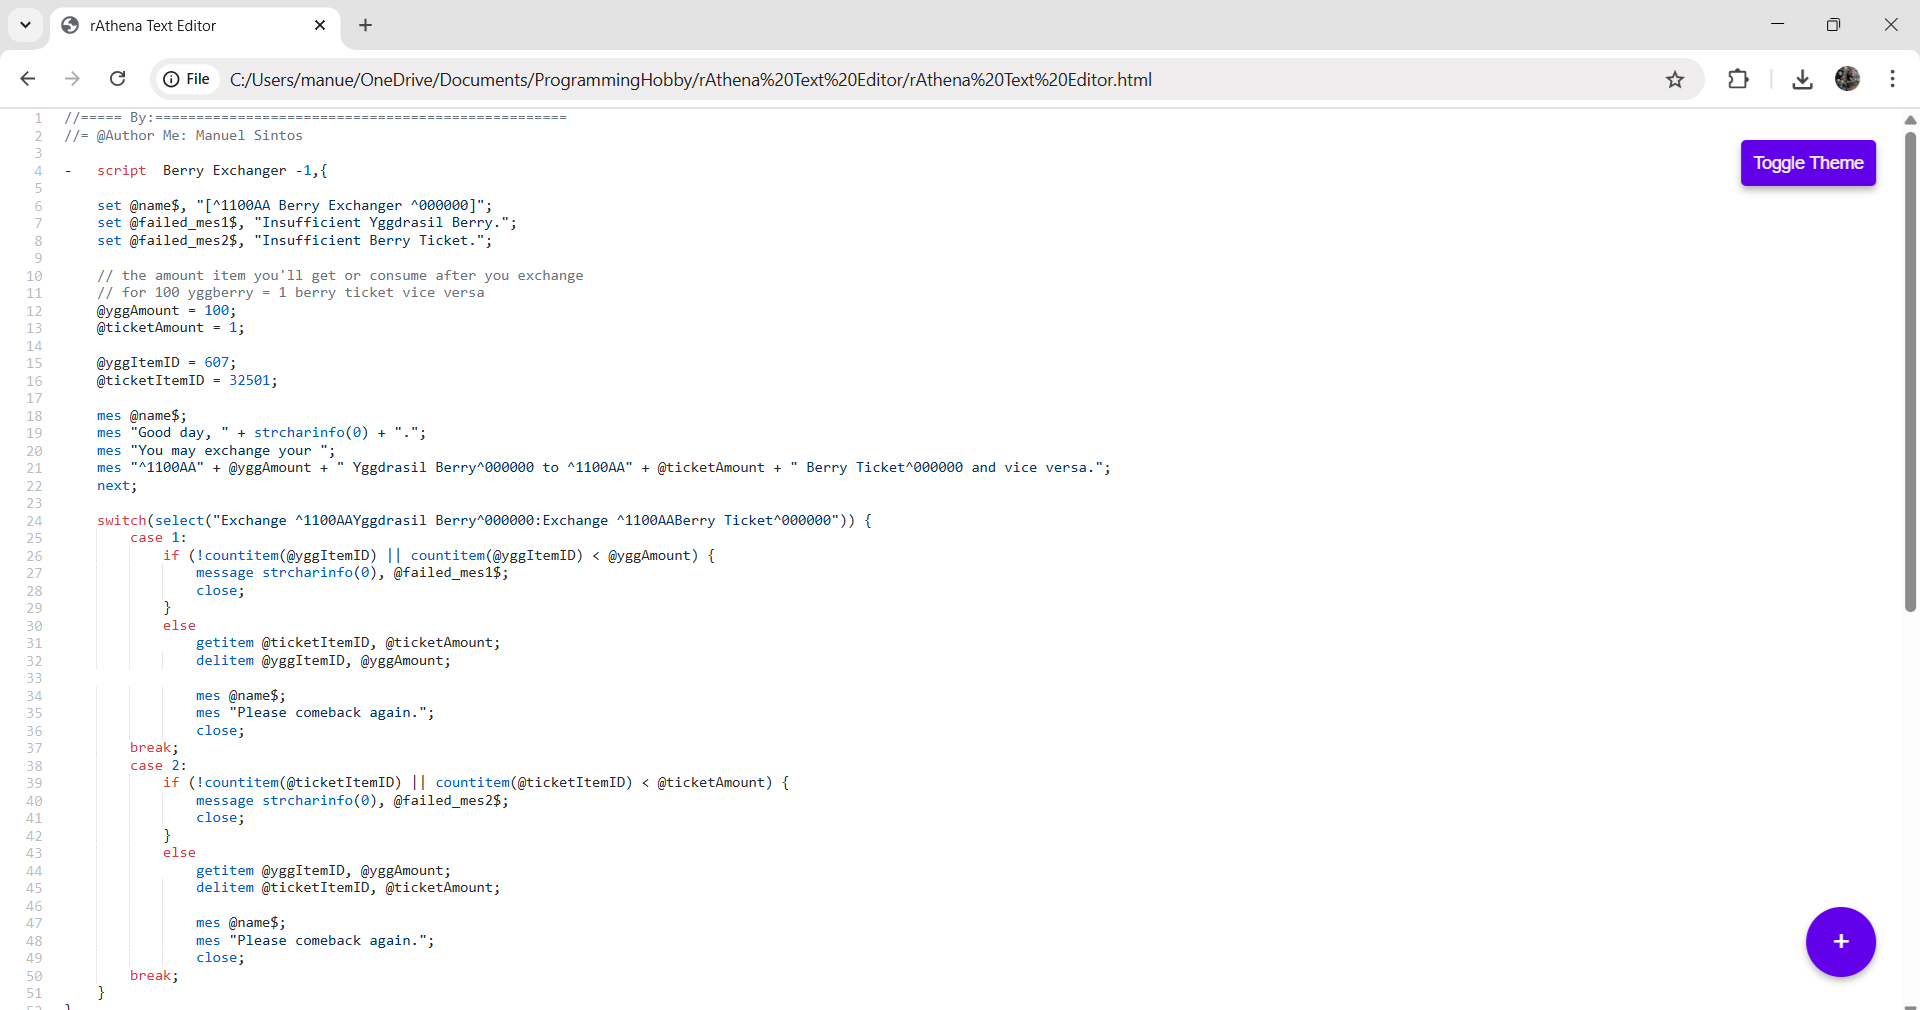 rAthena Text Editor
File C:/Users/manue/OneDrive/Documents/ProgrammingHobby/rAthena%20Text%20Editor/rAthena%20Text%20Editor.html
Toggle Theme
1 //===== By:==================================================
2 //= @Author Me: Manuel Sintos
3
4 -   script  Berry Exchanger -1,{
5
6     set @name$, "[^1100AA Berry Exchanger ^000000]";
7     set @failed_mes1$, "Insufficient Yggdrasil Berry.";
8     set @failed_mes2$, "Insufficient Berry Ticket.";
9
10     // the amount item you'll get or consume after you exchange
11     // for 100 yggberry = 1 berry ticket vice versa
12     @yggAmount = 100;
13     @ticketAmount = 1;
14
15     @yggItemID = 607;
16     @ticketItemID = 32501;
17
18     mes @name$;
19     mes "Good day, " + strcharinfo(0) + ".";
20     mes "You may exchange your ";
21     mes "^1100AA" + @yggAmount + " Yggdrasil Berry^000000 to ^1100AA" + @ticketAmount + " Berry Ticket^000000 and vice versa.";
22     next;
23
24     switch(select("Exchange ^1100AAYggdrasil Berry^000000:Exchange ^1100AABerry Ticket^000000")) {
25         case 1:
26             if (!countitem(@yggItemID) || countitem(@yggItemID) < @yggAmount) {
27                 message strcharinfo(0), @failed_mes1$;
28                 close;
29             }
30             else
31                 getitem @ticketItemID, @ticketAmount;
32                 delitem @yggItemID, @yggAmount;
33
34                 mes @name$;
35                 mes "Please comeback again.";
36                 close;
37         break;
38         case 2:
39             if (!countitem(@ticketItemID) || countitem(@ticketItemID) < @ticketAmount) {
40                 message strcharinfo(0), @failed_mes2$;
41                 close;
42             }
43             else
44                 getitem @yggItemID, @yggAmount;
45                 delitem @ticketItemID, @ticketAmount;
46
47                 mes @name$;
48                 mes "Please comeback again.";
49                 close;
50         break;
51     }
52 }
+